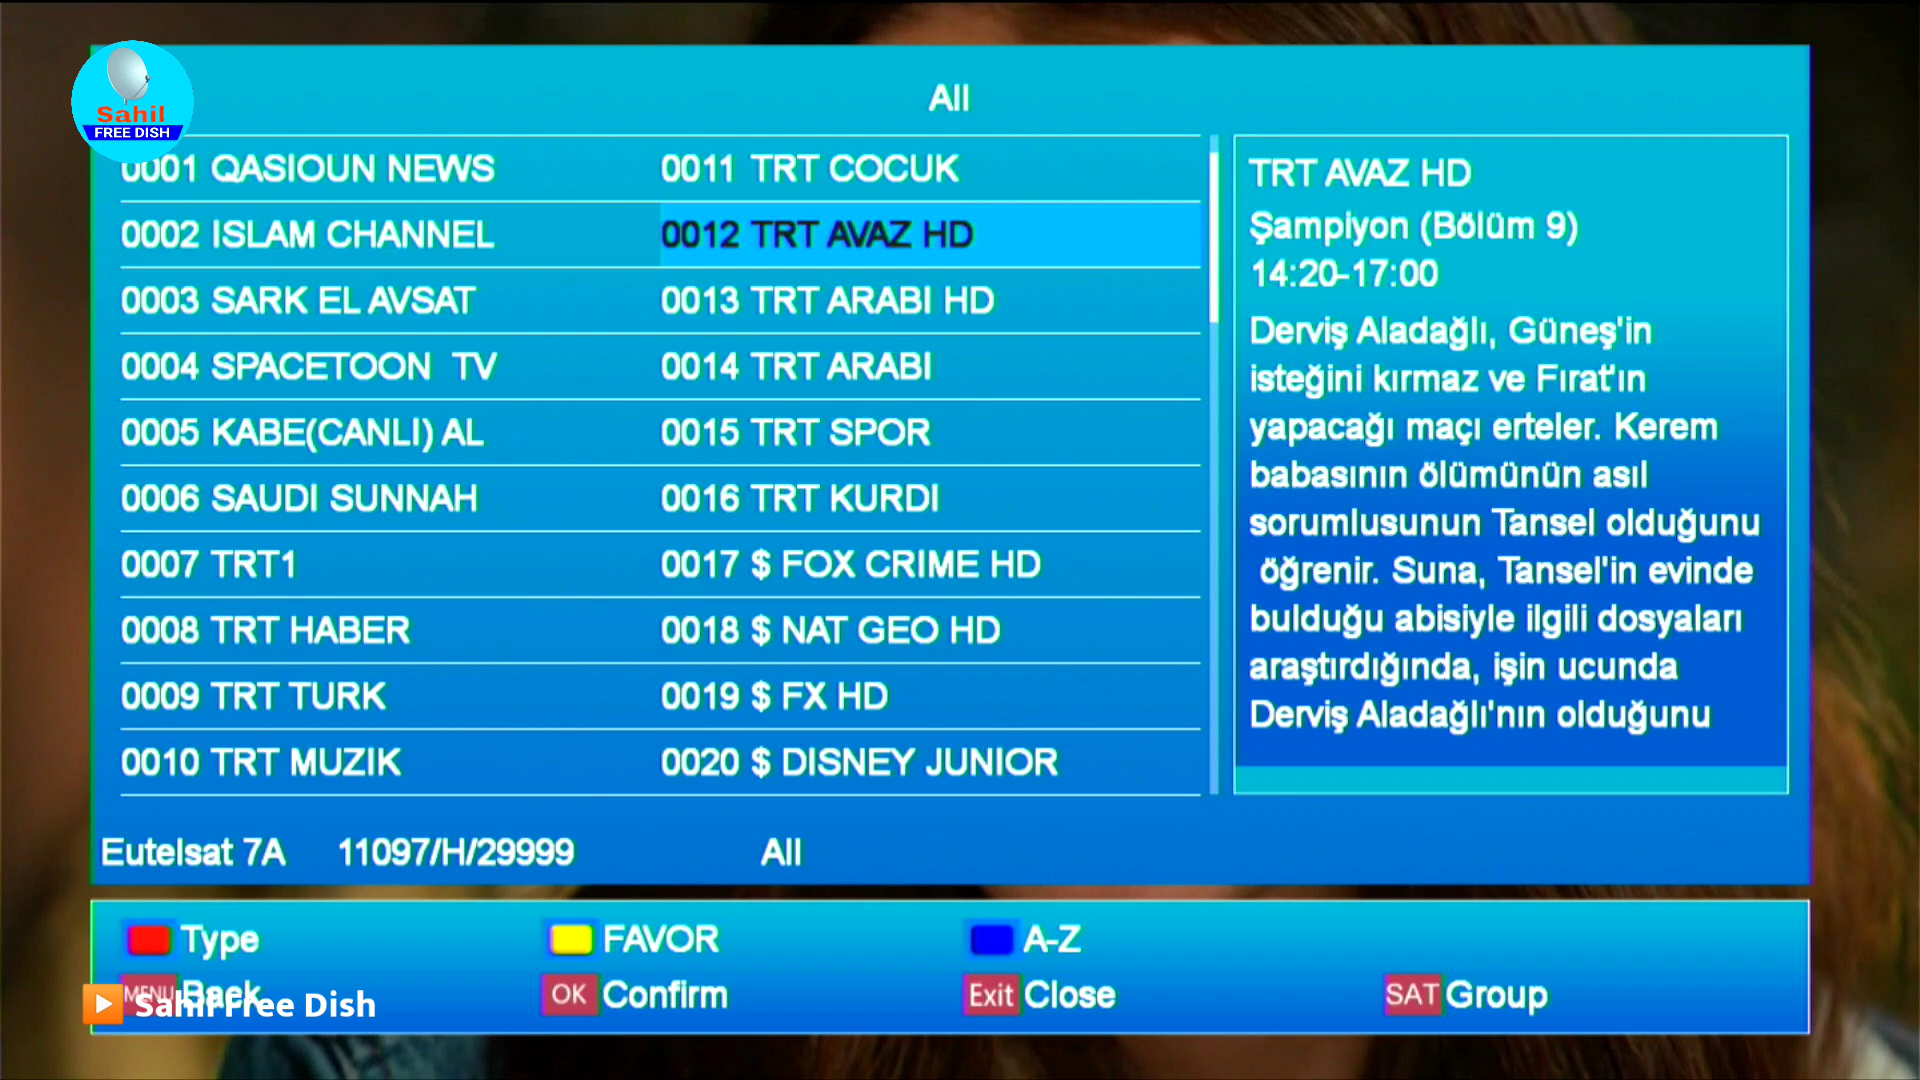 Sahil
FREE DISH
All
0001 QASIOUN NEWS
0002 ISLAM CHANNEL
0003 SARK EL AVSAT
0004 SPACETOON  TV
0005 KABE(CANLI) AL
0006 SAUDI SUNNAH
0007 TRT1
0008 TRT HABER
0009 TRT TURK
0010 TRT MUZIK
0011 TRT COCUK
0012 TRT AVAZ HD
0013 TRT ARABI HD
0014 TRT ARABI
0015 TRT SPOR
0016 TRT KURDI
0017 $ FOX CRIME HD
0018 $ NAT GEO HD
0019 $ FX HD
0020 $ DISNEY JUNIOR
TRT AVAZ HD
Şampiyon (Bölüm 9)
14:20-17:00
Derviş Aladağlı, Güneş'in
isteğini kırmaz ve Fırat'ın
yapacağı maçı erteler. Kerem
babasının ölümünün asıl
sorumlusunun Tansel olduğunu
öğrenir. Suna, Tansel'in evinde
bulduğu abisiyle ilgili dosyaları
araştırdığında, işin ucunda
Derviş Aladağlı'nın olduğunu
Eutelsat 7A 11097/H/29999 All
Type FAVOR A-Z
MENU Back OK Confirm Exit Close SAT Group
Sahil Free Dish